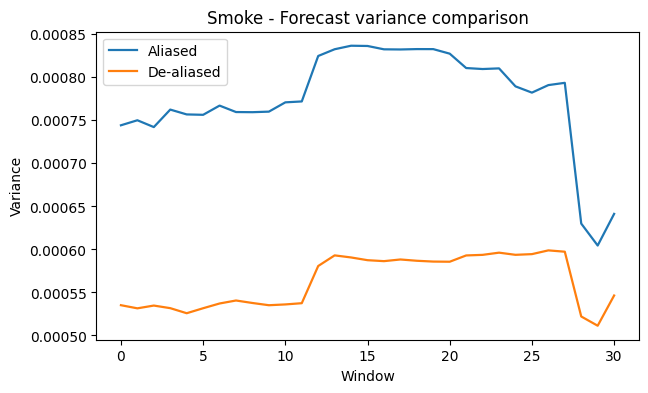 Smoke - Forecast variance comparison
Aliased
De-aliased
Variance
0.00085
0.00080
0.00075
0.00070
0.00065
0.00060
0.00055
0.00050
0 5 10 15 20 25 30
Window